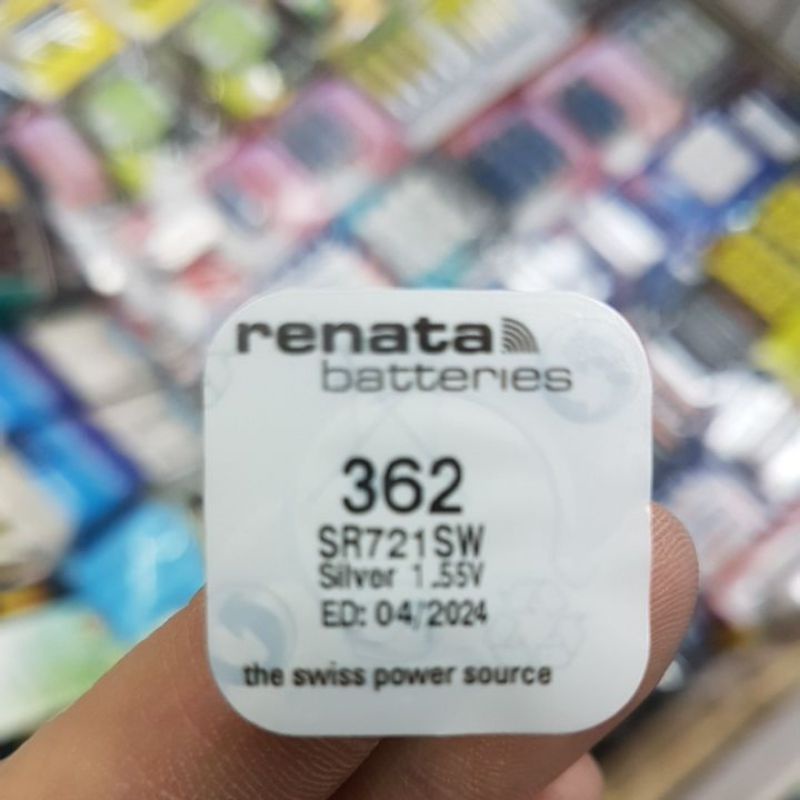 renata
batteries
362
SR721SW
Silver 1.55V
ED: 04/2024
the swiss power source